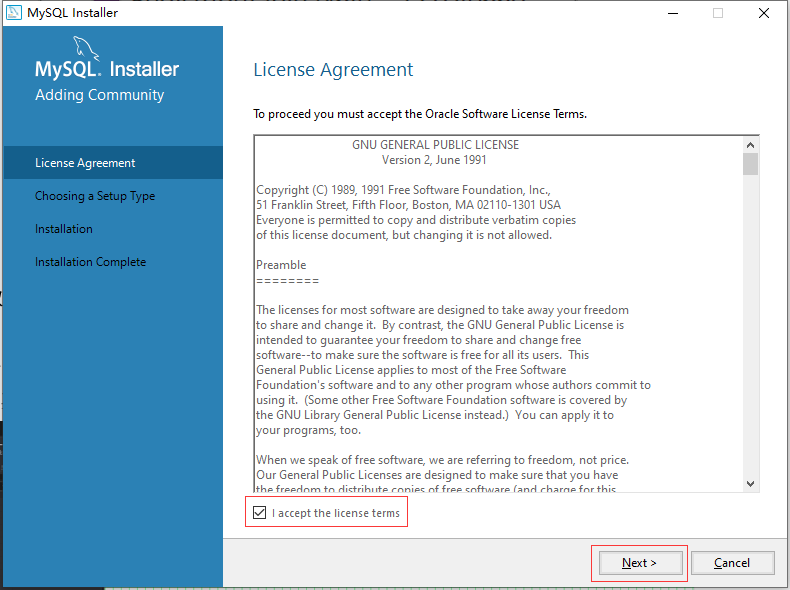 MySQL Installer
MySQL. Installer
Adding Community
License Agreement
Choosing a Setup Type
Installation
Installation Complete
License Agreement
To proceed you must accept the Oracle Software License Terms.
GNU GENERAL PUBLIC LICENSE
Version 2, June 1991
Copyright (C) 1989, 1991 Free Software Foundation, Inc.,
51 Franklin Street, Fifth Floor, Boston, MA 02110-1301 USA
Everyone is permitted to copy and distribute verbatim copies
of this license document, but changing it is not allowed.
Preamble
========
The licenses for most software are designed to take away your freedom
to share and change it.  By contrast, the GNU General Public License is
intended to guarantee your freedom to share and change free
software--to make sure the software is free for all its users.  This
General Public License applies to most of the Free Software
Foundation's software and to any other program whose authors commit to
using it.  (Some other Free Software Foundation software is covered by
the GNU Library General Public License instead.)  You can apply it to
your programs, too.
When we speak of free software, we are referring to freedom, not price.
Our General Public Licenses are designed to make sure that you have
the freedom to distribute copies of free software (and charge for this
I accept the license terms
Next >
Cancel